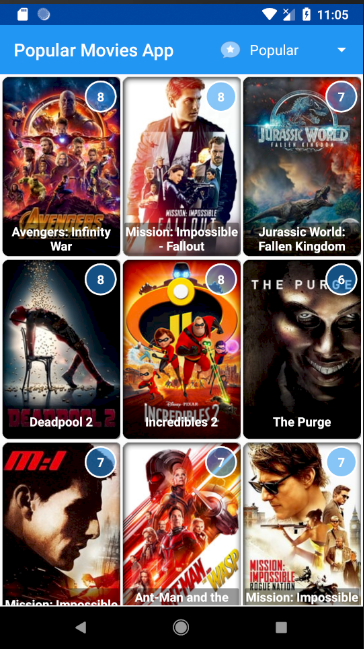 11:05
Popular Movies App
Popular
8
8
7
JURASSIC WORLD
FALLEN KINGDOM
AVENGERS
MISSION: IMPOSSIBLE
FALLOUT
Avengers: Infinity
War
Mission: Impossible
- Fallout
Jurassic World:
Fallen Kingdom
8
8
6
THE PURGE
DISNEY PIXAR
DEADPOOL 2
INCREDIBLES 2
Deadpool 2
Incredibles 2
The Purge
7
7
7
M:I
ANT-MAN
WASP
MISSION:
IMPOSSIBLE
ROGUE NATION
Mission: Impossible
Ant-Man and the
Mission: Impossible